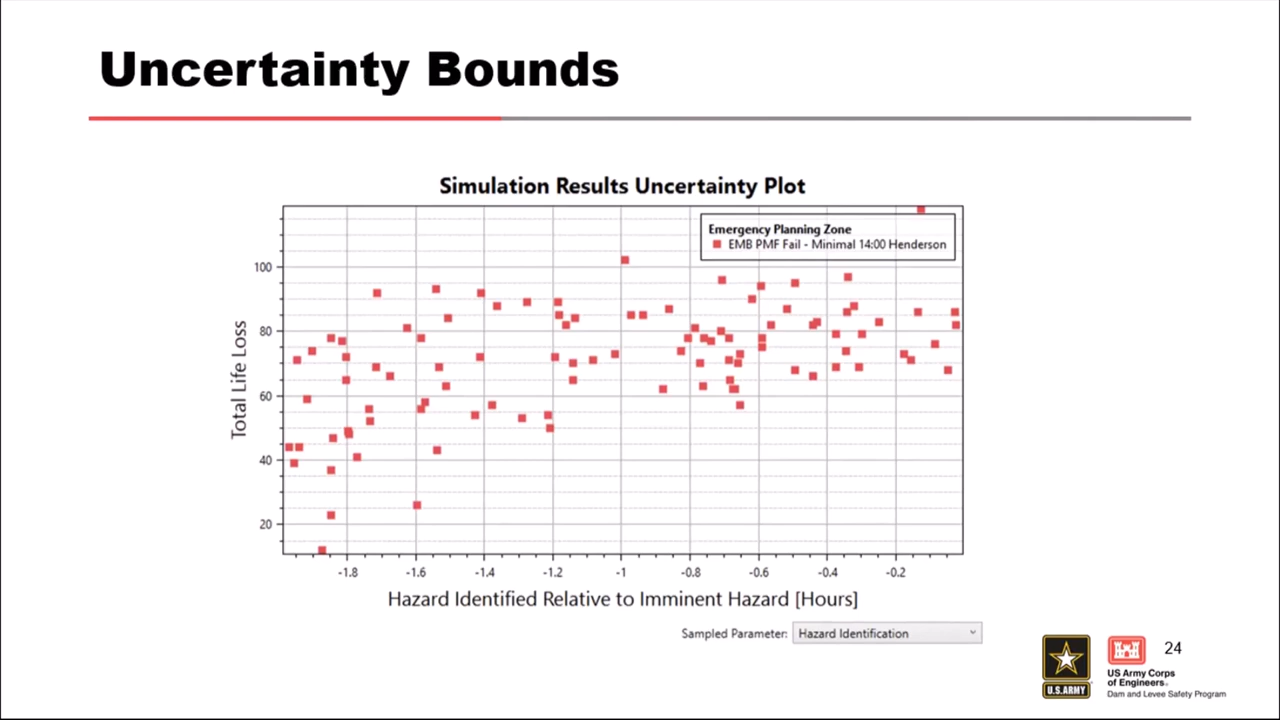 Uncertainty Bounds
Simulation Results Uncertainty Plot
Emergency Planning Zone
EMB PMF Fail - Minimal 14:00 Henderson
Total Life Loss
100
80
60
40
20
-1.8 -1.6 -1.4 -1.2 -1 -0.8 -0.6 -0.4 -0.2
Hazard Identified Relative to Imminent Hazard [Hours]
Sampled Parameter: Hazard Identification
24
U.S.ARMY
US Army Corps
of Engineers®
Dam and Levee Safety Program